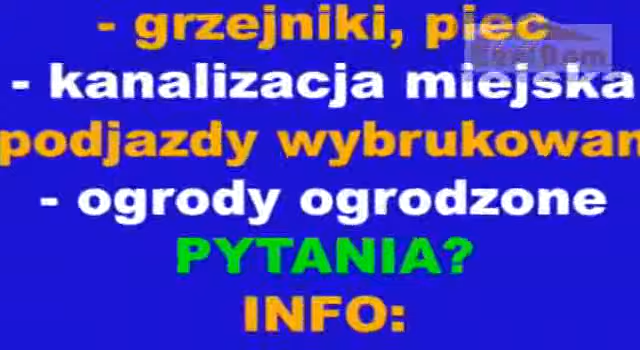 - grzejniki, piec
- kanalizacja miejska
podjazdy wybrukowan
- ogrody ogrodzone
PYTANIA?
INFO: